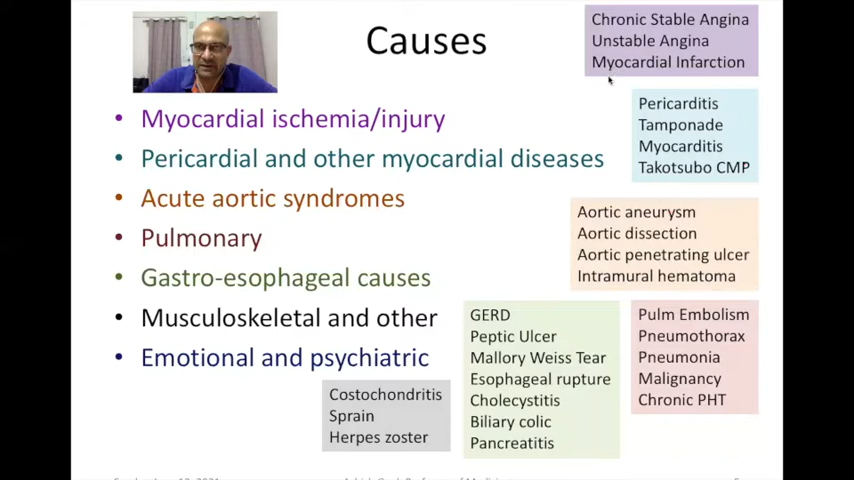 Causes
Chronic Stable Angina
Unstable Angina
Myocardial Infarction
• Myocardial ischemia/injury
• Pericardial and other myocardial diseases
• Acute aortic syndromes
• Pulmonary
• Gastro-esophageal causes
• Musculoskeletal and other
• Emotional and psychiatric
Pericarditis
Tamponade
Myocarditis
Takotsubo CMP
Aortic aneurysm
Aortic dissection
Aortic penetrating ulcer
Intramural hematoma
GERD
Peptic Ulcer
Mallory Weiss Tear
Esophageal rupture
Cholecystitis
Biliary colic
Pancreatitis
Pulm Embolism
Pneumothorax
Pneumonia
Malignancy
Chronic PHT
Costochondritis
Sprain
Herpes zoster